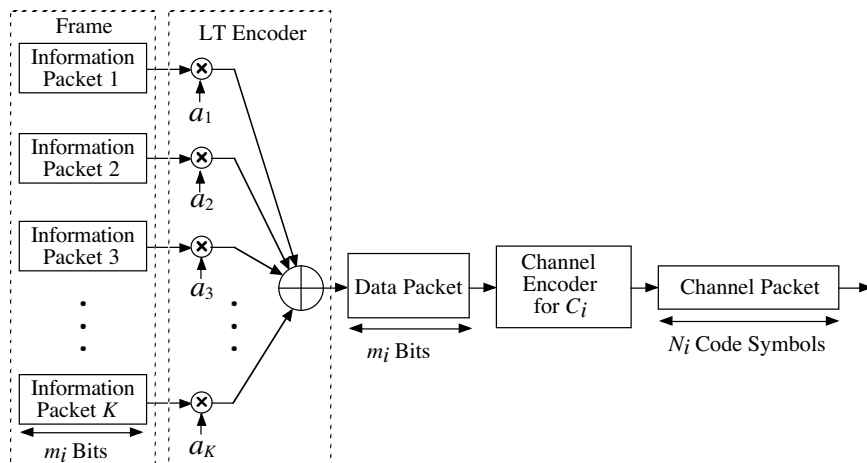 Frame
LT Encoder
Information
Packet 1
a1
Information
Packet 2
a2
Information
Packet 3
a3
Data Packet
Channel
Encoder
for Ci
Channel Packet
mi Bits
Ni Code Symbols
Information
Packet K
aK
mi Bits